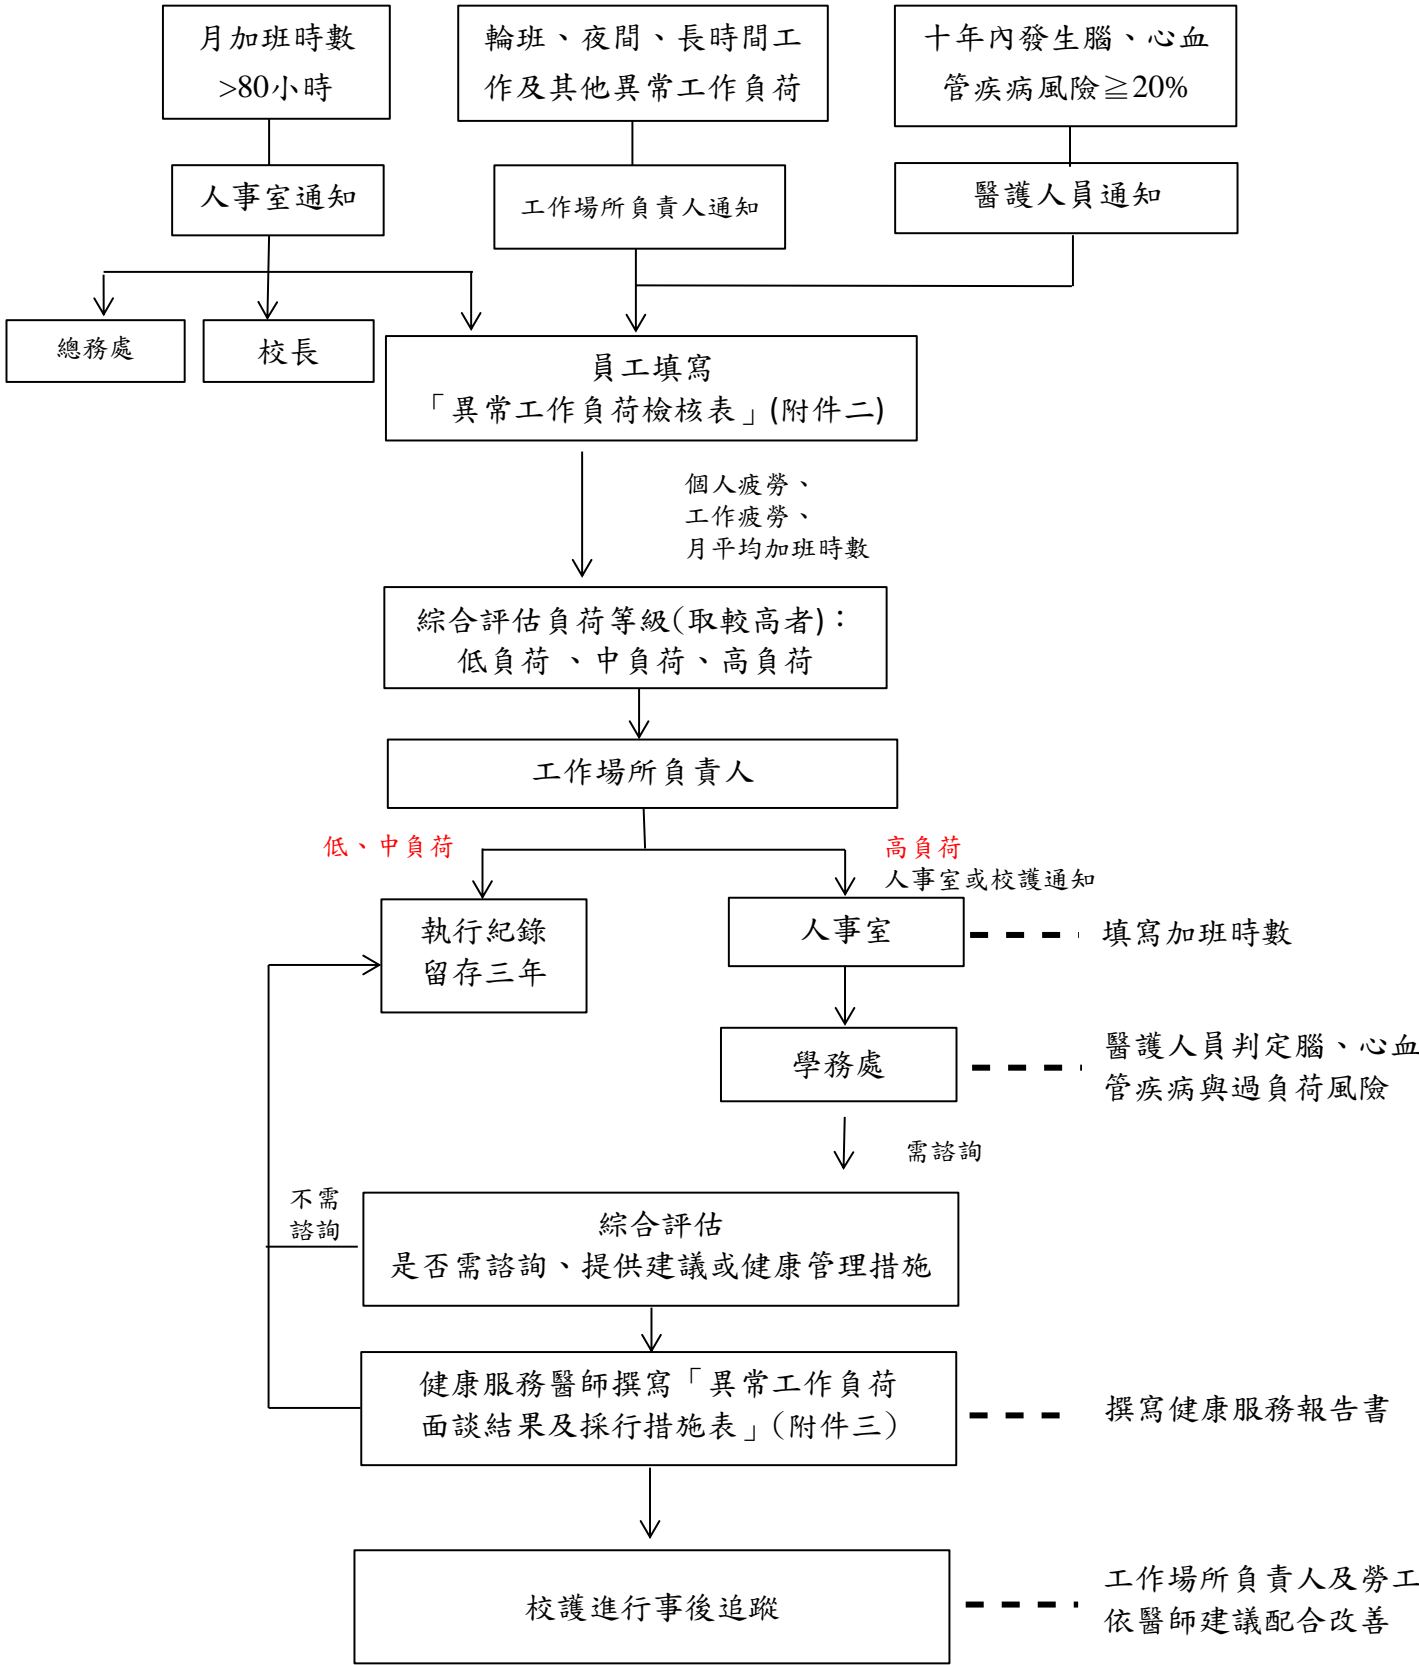 月加班時數
>80小時
輪班、夜間、長時間工
作及其他異常工作負荷
十年內發生腦、心血
管疾病風險≧20%
人事室通知
工作場所負責人通知
醫護人員通知
總務處
校長
員工填寫
「異常工作負荷檢核表」(附件二)
個人疲勞、
工作疲勞、
月平均加班時數
綜合評估負荷等級(取較高者)：
低負荷 、中負荷、高負荷
工作場所負責人
低、中負荷
高負荷
人事室或校護通知
執行紀錄
留存三年
人事室
填寫加班時數
學務處
醫護人員判定腦、心血
管疾病與過負荷風險
需諮詢
不需
諮詢
綜合評估
是否需諮詢、提供建議或健康管理措施
健康服務醫師撰寫「異常工作負荷
面談結果及採行措施表」（附件三）
撰寫健康服務報告書
校護進行事後追蹤
工作場所負責人及勞工
依醫師建議配合改善